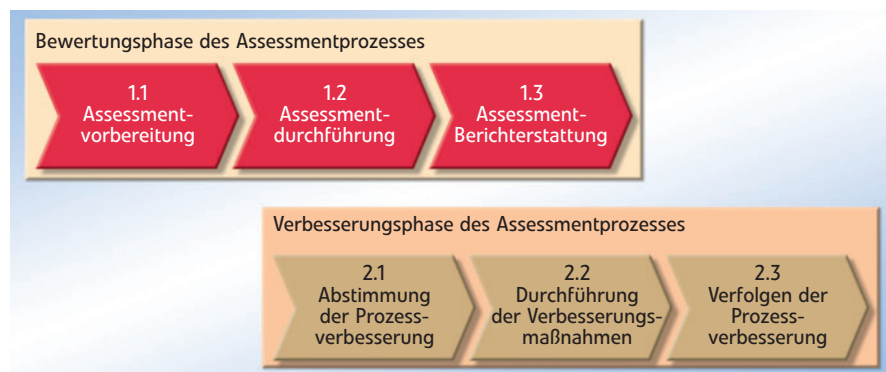 Bewertungsphase des Assessmentprozesses
1.1
Assessment-
vorbereitung
1.2
Assessment-
durchführung
1.3
Assessment-
Berichterstattung
Verbesserungsphase des Assessmentprozesses
2.1
Abstimmung
der Prozess-
verbesserung
2.2
Durchführung
der Verbesserungs-
maßnahmen
2.3
Verfolgen der
Prozess-
verbesserung